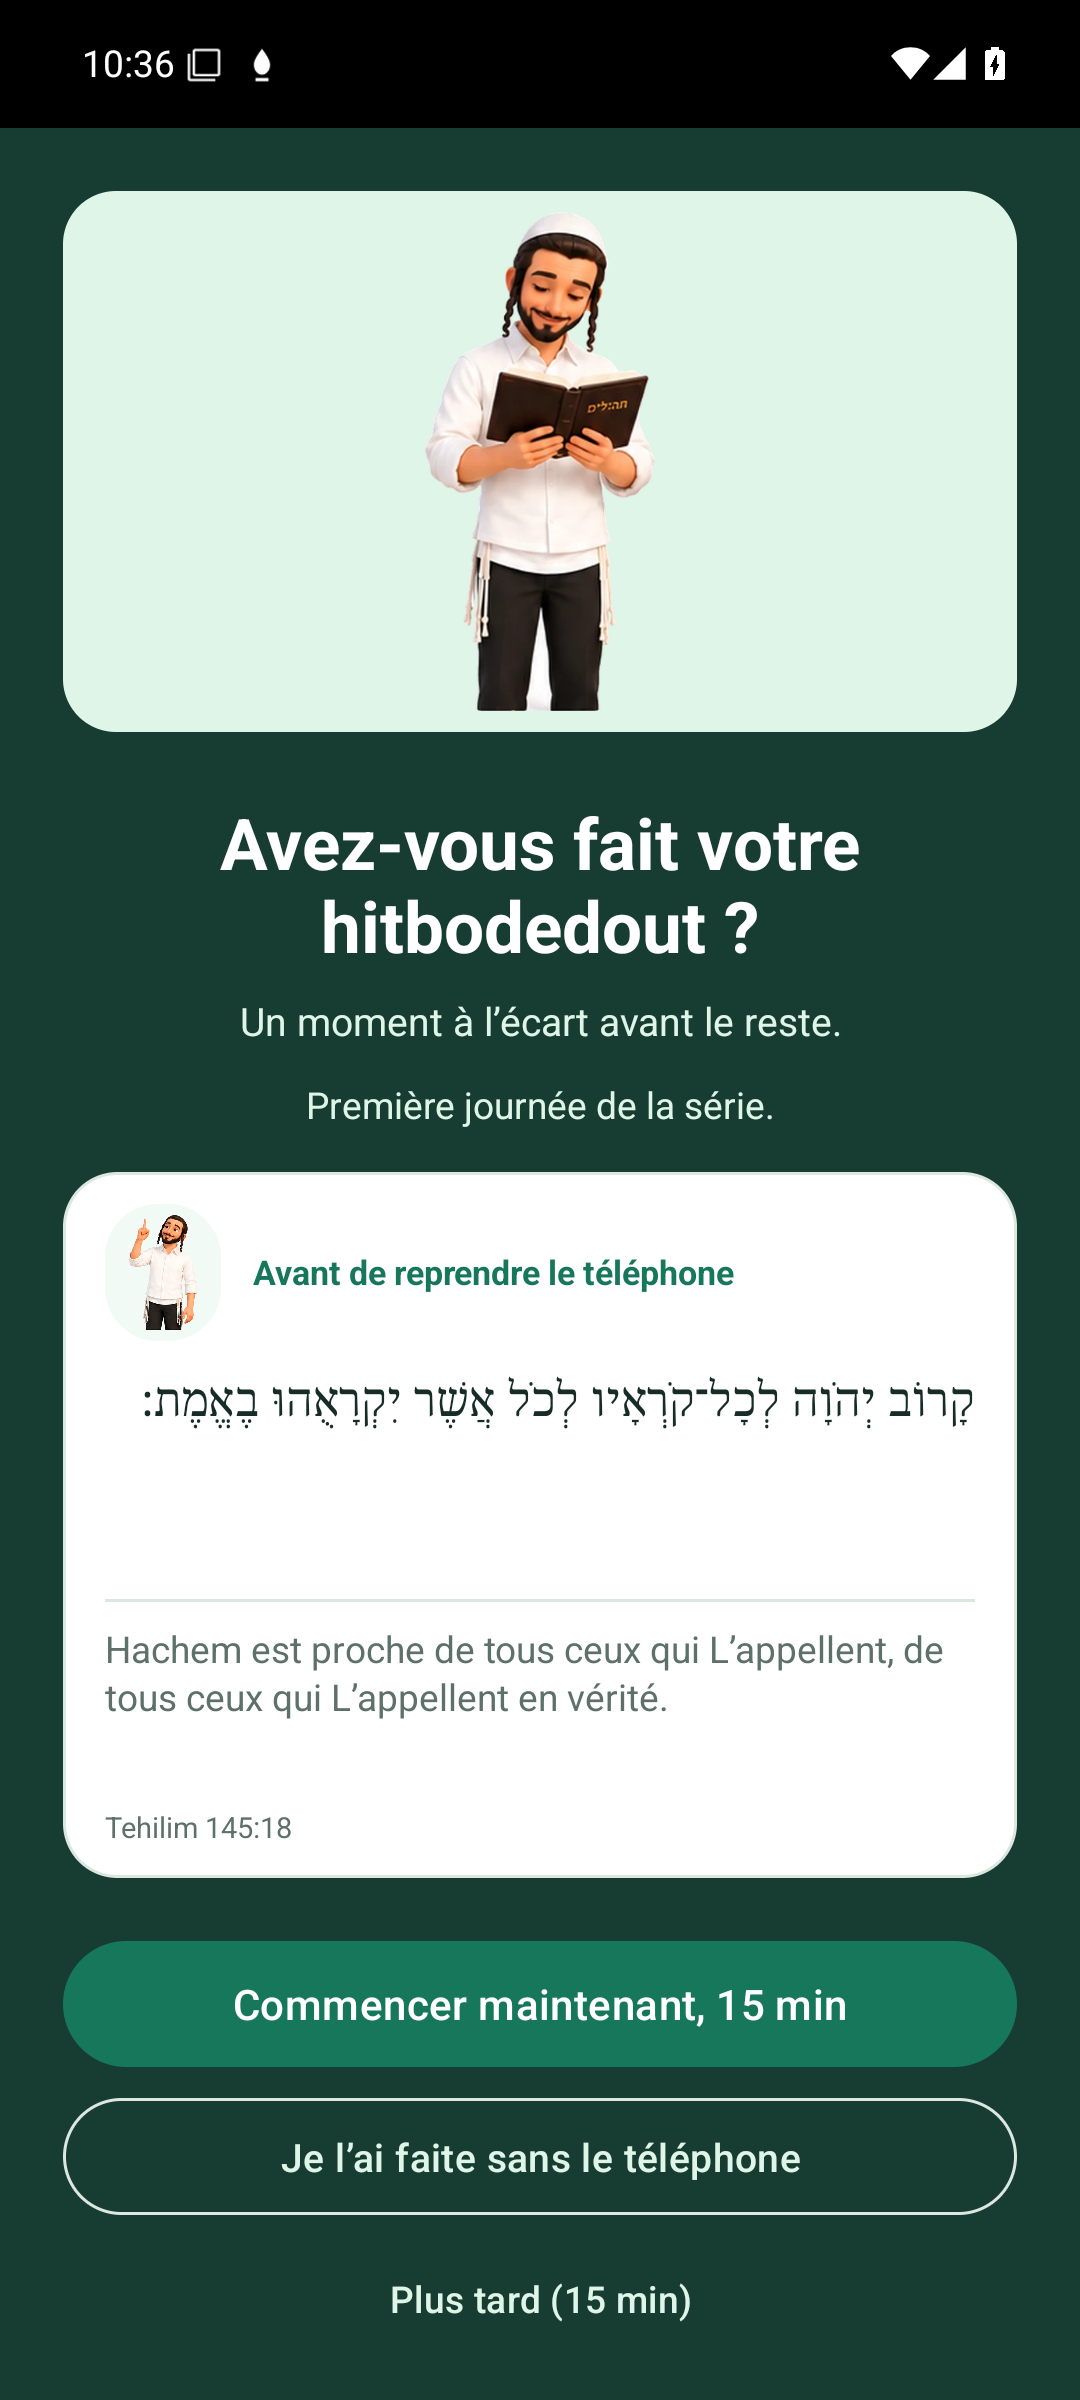 10:36
תהילים
Avez-vous fait votre
hitbodedout ?
Un moment à l’écart avant le reste.
Première journée de la série.
Avant de reprendre le téléphone
קָרוֹב יְהֹוָה לְכָל־קֹרְאָיו לְכֹל אֲשֶׁר יִקְרָאֻהוּ בֶאֱמֶת׃
Hachem est proche de tous ceux qui L’appellent, de
tous ceux qui L’appellent en vérité.
Tehilim 145:18
Commencer maintenant, 15 min
Je l’ai faite sans le téléphone
Plus tard (15 min)